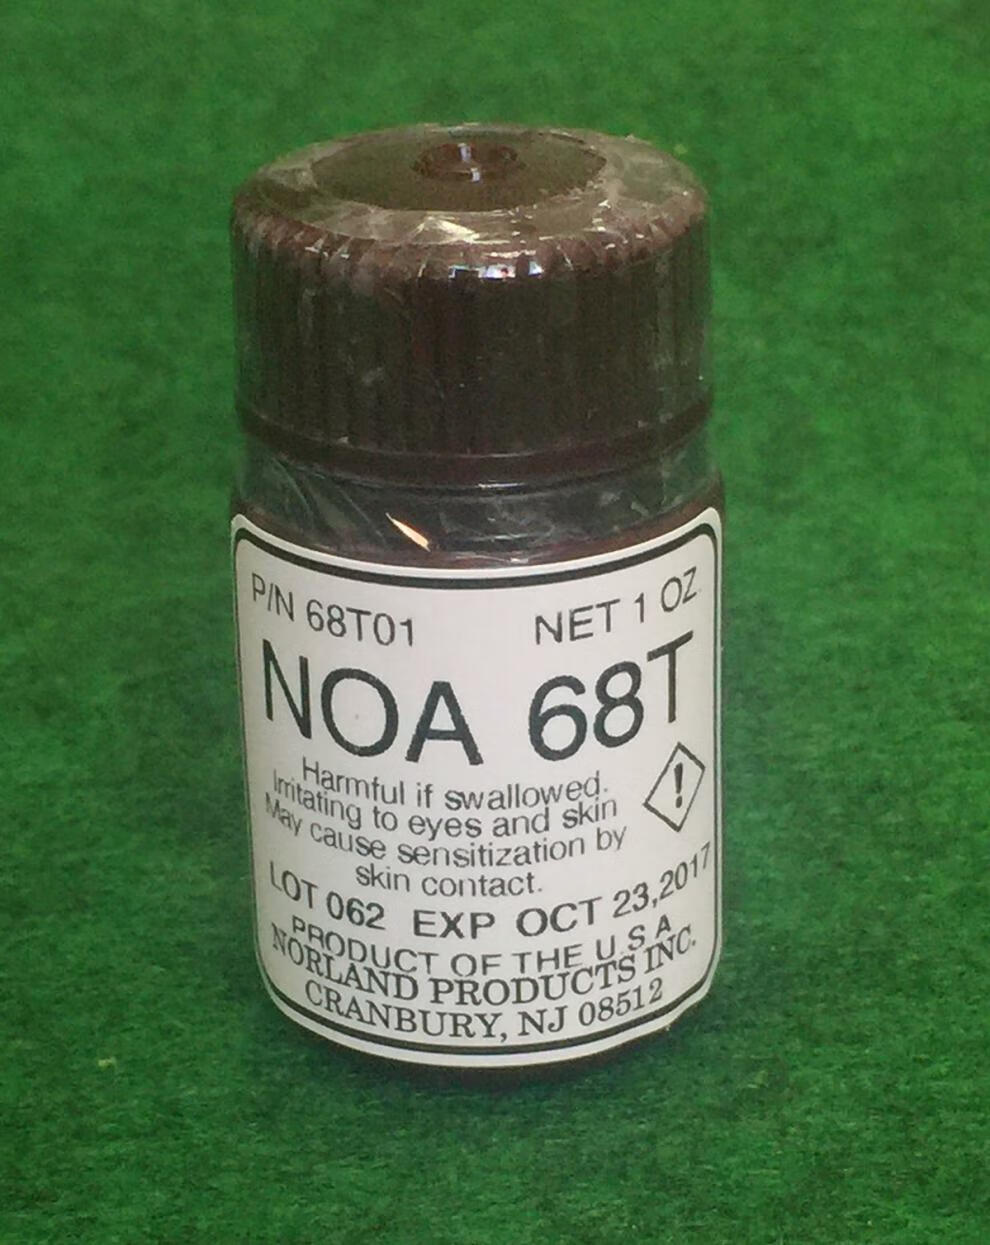 P/N 68T01 NET 1 OZ.
NOA 68T
Harmful if swallowed.
Irritating to eyes and skin
May cause sensitization by
skin contact.
!
LOT 062 EXP OCT 23,2017
PRODUCT OF THE U.S.A.
NORLAND PRODUCTS INC.
CRANBURY, NJ 08512